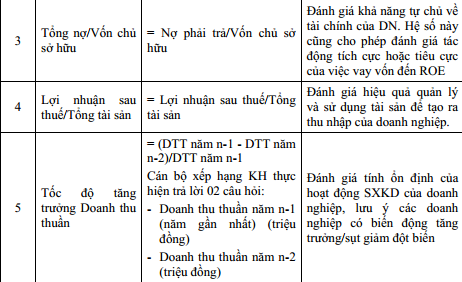 3
Tổng nợ/Vốn chủ
sở hữu
= Nợ phải trả/Vốn chủ sở
hữu
Đánh giá khả năng tự chủ về
tài chính của DN. Hệ số này
cũng cho phép đánh giá tác
động tích cực hoặc tiêu cực
của việc vay vốn đến ROE
4
Lợi nhuận sau
thuế/Tổng tài sản
= Lợi nhuận sau thuế/Tổng
tài sản
Đánh giá hiệu quả quản lý
và sử dụng tài sản để tạo ra
thu nhập của doanh nghiệp.
5
Tốc độ tăng
trưởng Doanh thu
thuần
= (DTT năm n-1 - DTT năm
n-2)/DTT năm n-1
Cán bộ xếp hạng KH thực
hiện trả lời 02 câu hỏi:
- Doanh thu thuần năm n-1
(năm gần nhất) (triệu
đồng)
- Doanh thu thuần năm n-2
(triệu đồng)
Đánh giá tính ổn định của
hoạt động SXKD của doanh
nghiệp, lưu ý các doanh
nghiệp có biến động tăng
trưởng/sụt giảm đột biến